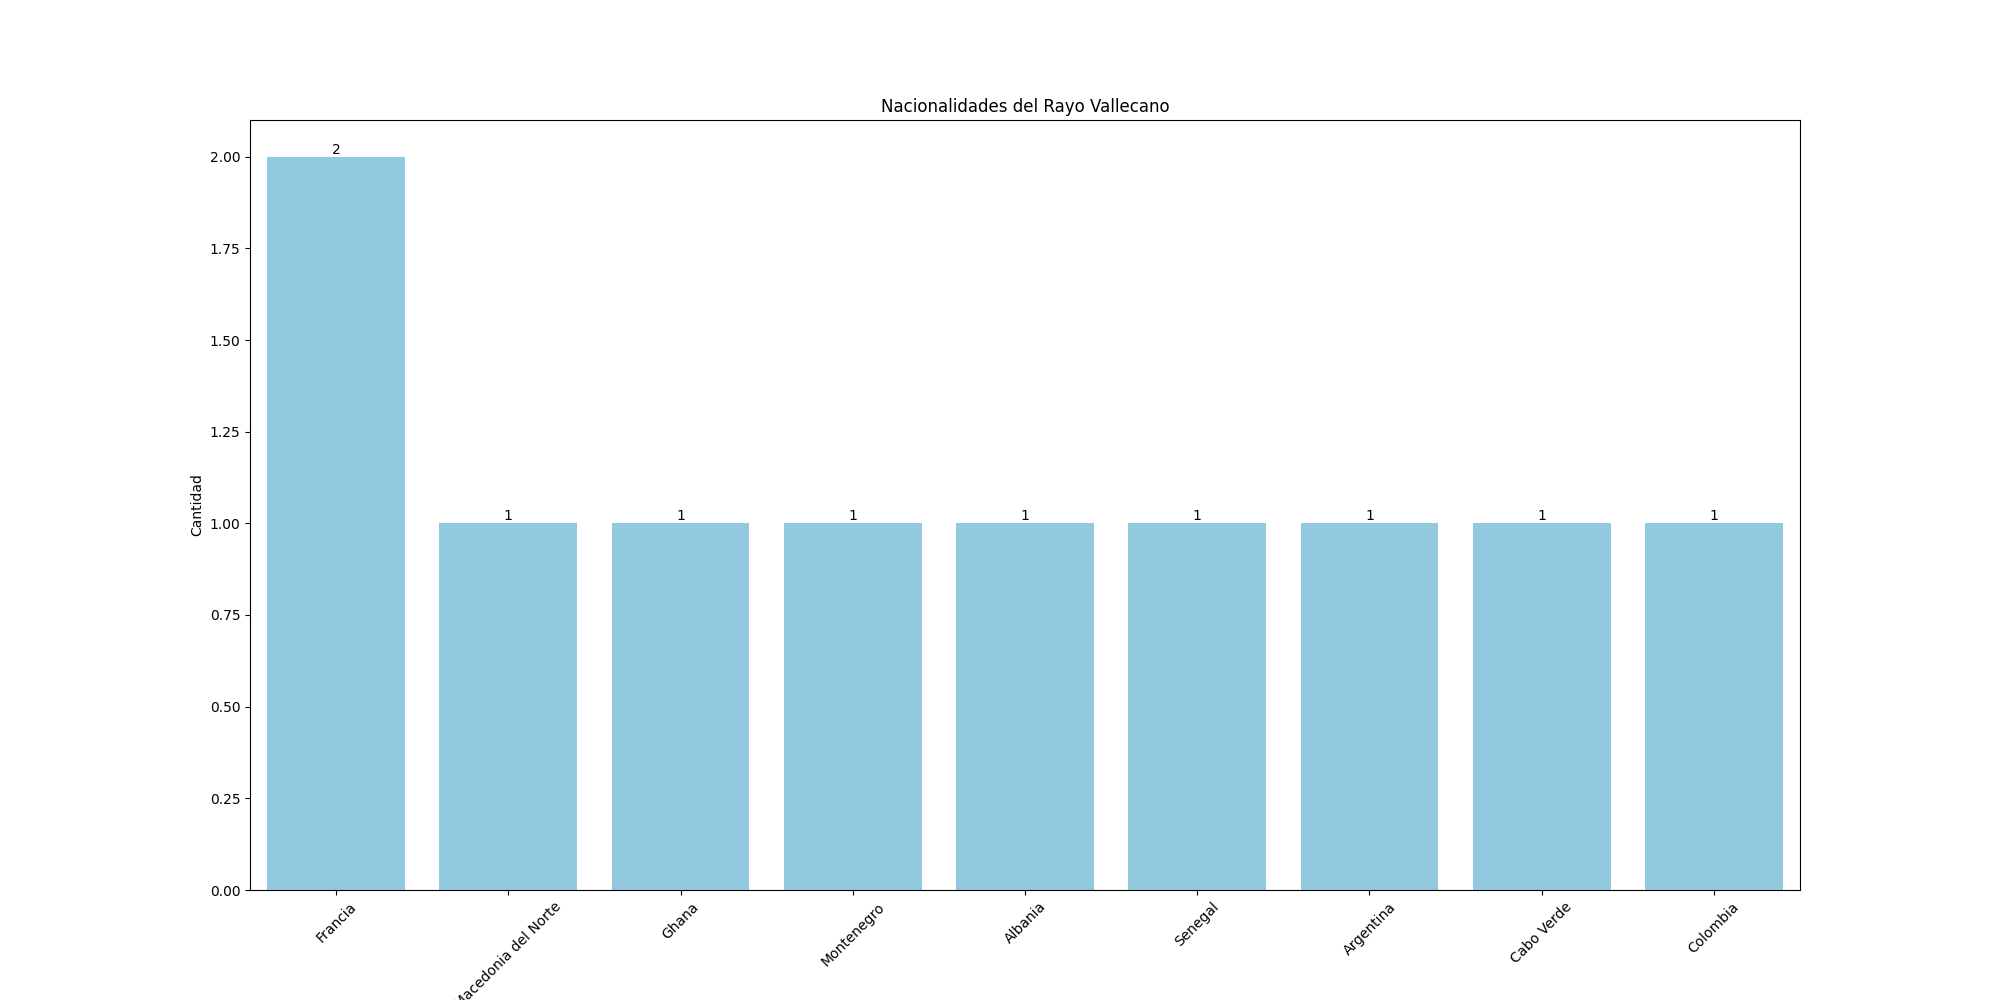 Nacionalidades del Rayo Vallecano
Cantidad
2.00
1.75
1.50
1.25
1.00
0.75
0.50
0.25
0.00
2
1
1
1
1
1
1
1
1
Francia
Macedonia del Norte
Ghana
Montenegro
Albania
Senegal
Argentina
Cabo Verde
Colombia